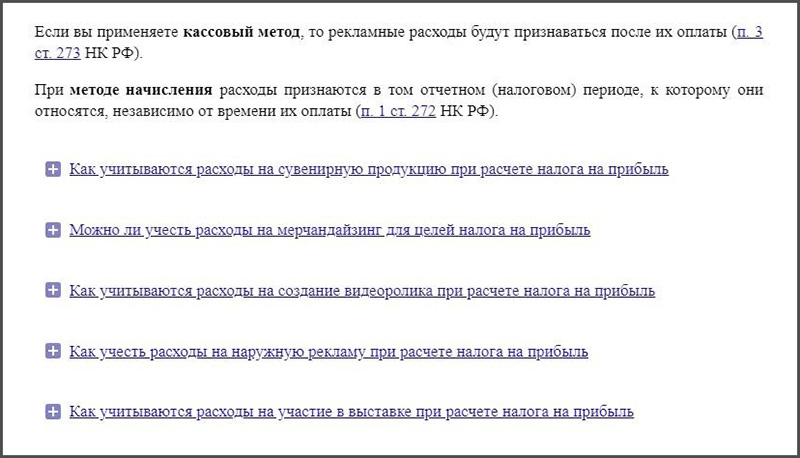 Если вы применяете кассовый метод, то рекламные расходы будут признаваться после их оплаты (п. 3
ст. 273 НК РФ).
При методе начисления расходы признаются в том отчетном (налоговом) периоде, к которому они
относятся, независимо от времени их оплаты (п. 1 ст. 272 НК РФ).
Как учитываются расходы на сувенирную продукцию при расчете налога на прибыль
Можно ли учесть расходы на мерчандайзинг для целей налога на прибыль
Как учитываются расходы на создание видеоролика при расчете налога на прибыль
Как учесть расходы на наружную рекламу при расчете налога на прибыль
Как учитываются расходы на участие в выставке при расчете налога на прибыль